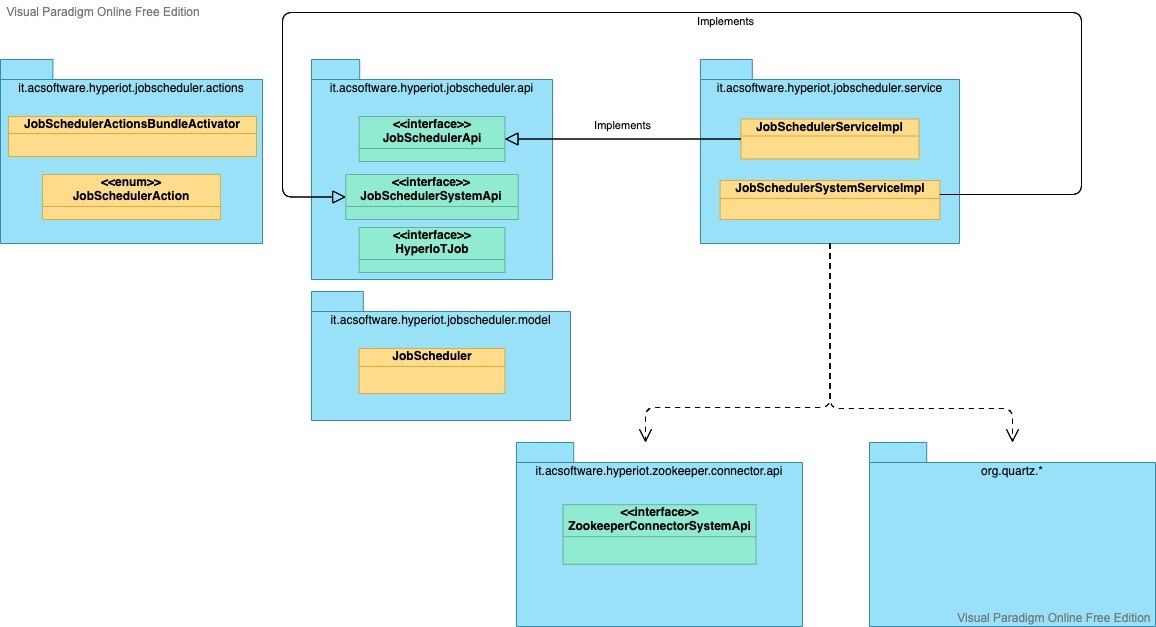 Visual Paradigm Online Free Edition
Implements
it.acsoftware.hyperiot.jobscheduler.actions
JobSchedulerActionsBundleActivator
<<enum>>
JobSchedulerAction
it.acsoftware.hyperiot.jobscheduler.api
<<interface>>
JobSchedulerApi
<<interface>>
JobSchedulerSystemApi
<<interface>>
HyperIoTJob
Implements
it.acsoftware.hyperiot.jobscheduler.service
JobSchedulerServiceImpl
JobSchedulerSystemServiceImpl
it.acsoftware.hyperiot.jobscheduler.model
JobScheduler
it.acsoftware.hyperiot.zookeeper.connector.api
<<interface>>
ZookeeperConnectorSystemApi
org.quartz.*
Visual Paradigm Online Free Edition